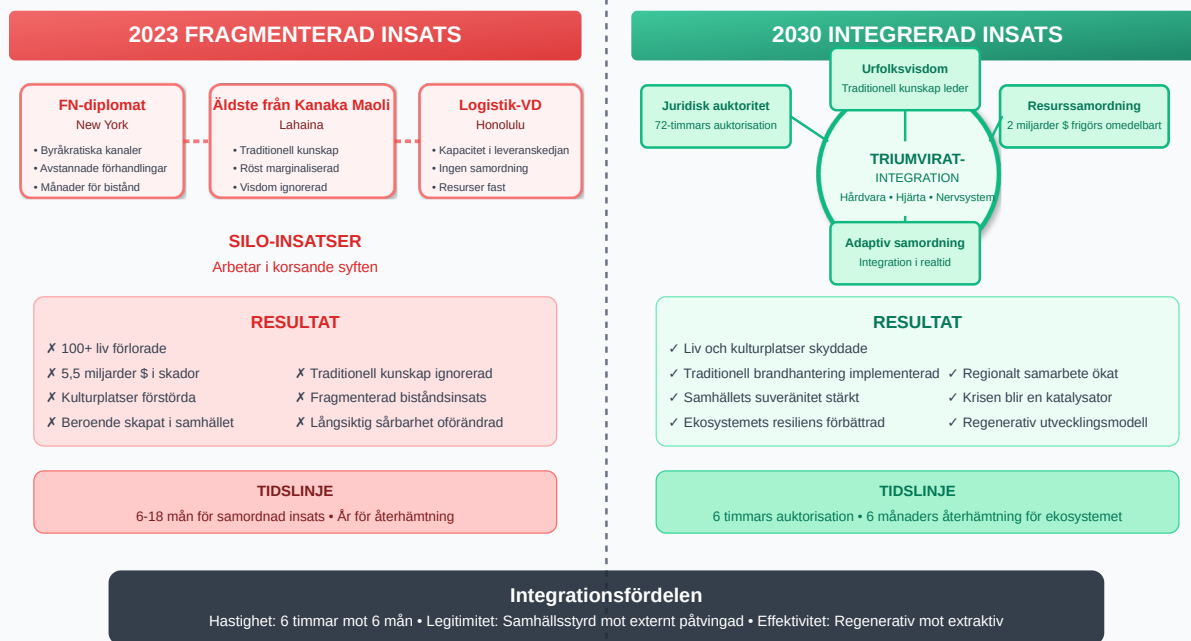 2023 FRAGMENTERAD INSATS
FN-diplomat
New York
• Byråkratiska kanaler
• Avstannade förhandlingar
• Månader för bistånd
Äldste från Kanaka Maoli
Lahaina
• Traditionell kunskap
• Röst marginaliserad
• Visdom ignorerad
Logistik-VD
Honolulu
• Kapacitet i leveranskedjan
• Ingen samordning
• Resurser fast
SILO-INSATSER
Arbetar i korsande syften
RESULTAT
✗ 100+ liv förlorade
✗ 5,5 miljarder $ i skador
✗ Kulturplatser förstörda
✗ Beroende skapat i samhället
✗ Traditionell kunskap ignorerad
✗ Fragmenterad biståndsinsats
✗ Långsiktig sårbarhet oförändrad
TIDSLINJE
6-18 mån för samordnad insats • År för återhämtning
2030 INTEGRERAD INSATS
Urfolksvisdom
Traditionell kunskap leder
Juridisk auktoritet
72-timmars auktorisation
Resurssamordning
2 miljarder $ frigörs omedelbart
TRIUMVIRAT-
INTEGRATION
Hårdvara • Hjärta • Nervsystem
Adaptiv samordning
Integration i realtid
RESULTAT
✓ Liv och kulturplatser skyddade
✓ Traditionell brandhantering implementerad
✓ Samhällets suveränitet stärkt
✓ Ekosystemets resiliens förbättrad
✓ Regionalt samarbete ökat
✓ Krisen blir en katalysator
✓ Regenerativ utvecklingsmodell
TIDSLINJE
6 timmars auktorisation • 6 månaders återhämtning för ekosystemet
Integrationsfördelen
Hastighet: 6 timmar mot 6 mån • Legitimitet: Samhällsstyrd mot externt påtvingad • Effektivitet: Regenerativ mot extraktiv